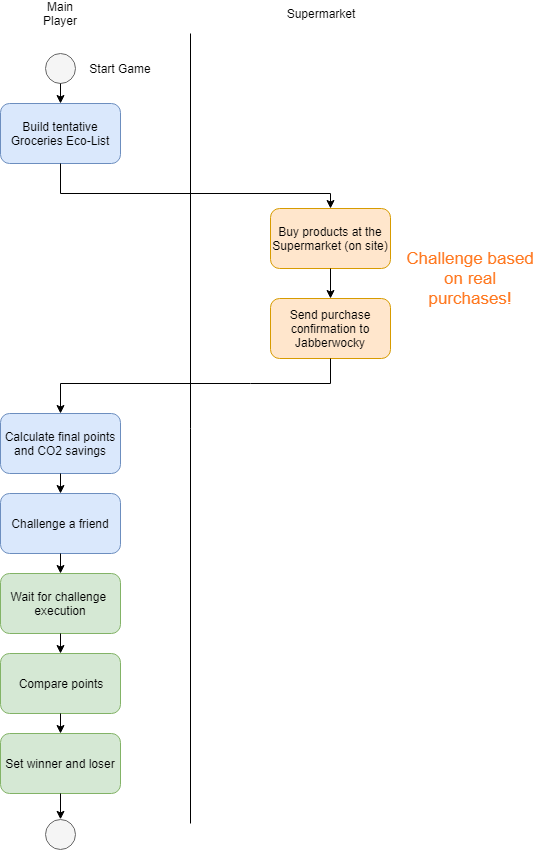 Main
Player
Supermarket
Start Game
Build tentative
Groceries Eco-List
Buy products at the
Supermarket (on site)
Challenge based
on real
purchases!
Send purchase
confirmation to
Jabberwocky
Calculate final points
and CO2 savings
Challenge a friend
Wait for challenge
execution
Compare points
Set winner and loser